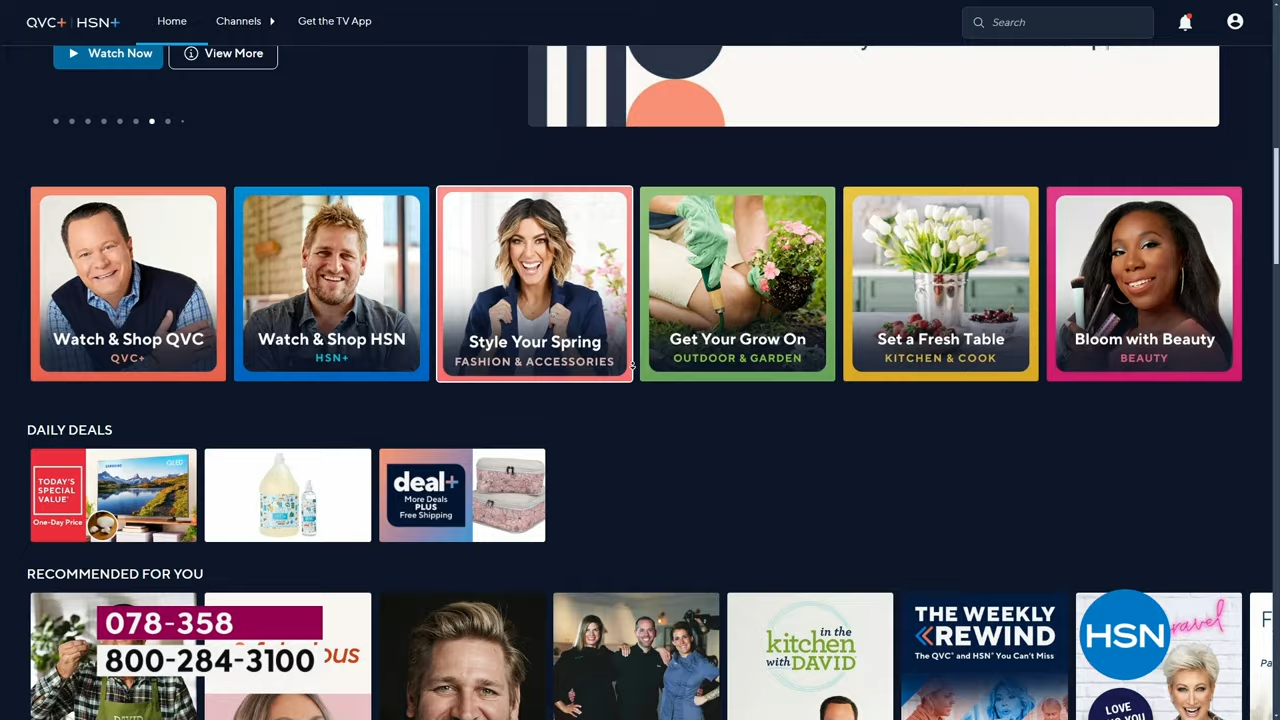 QVC+ | HSN+
Home
Channels
Get the TV App
Search
Watch Now
View More
Watch & Shop QVC
QVC+
Watch & Shop HSN
HSN+
Style Your Spring
FASHION & ACCESSORIES
Get Your Grow On
OUTDOOR & GARDEN
Set a Fresh Table
KITCHEN & COOK
Bloom with Beauty
BEAUTY
DAILY DEALS
TODAY'S
SPECIAL
VALUE
One-Day Price
SAMSUNG
QLED
deal+
More Deals
PLUS
Free Shipping
RECOMMENDED FOR YOU
078-358
800-284-3100
DAVID
in the
kitchen
with DAVID
THE WEEKLY
REWIND
The QVC® and HSN® You Can't Miss
HSN
travel
LOVE
YOU